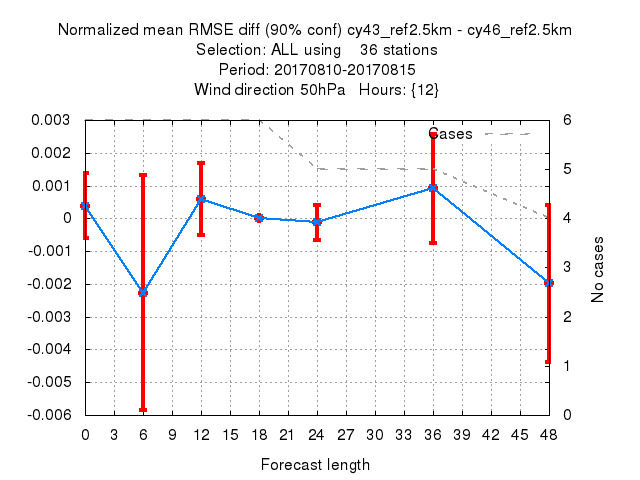 Normalized mean RMSE diff (90% conf) cy43_ref2.5km - cy46_ref2.5km
Selection: ALL using    36 stations
Period: 20170810-20170815
Wind direction 50hPa   Hours: {12}
Cases
0.003
0.002
0.001
0
-0.001
-0.002
-0.003
-0.004
-0.005
-0.006
6
5
4
3
2
1
0
No cases
0 3 6 9 12 15 18 21 24 27 30 33 36 39 42 45 48
Forecast length